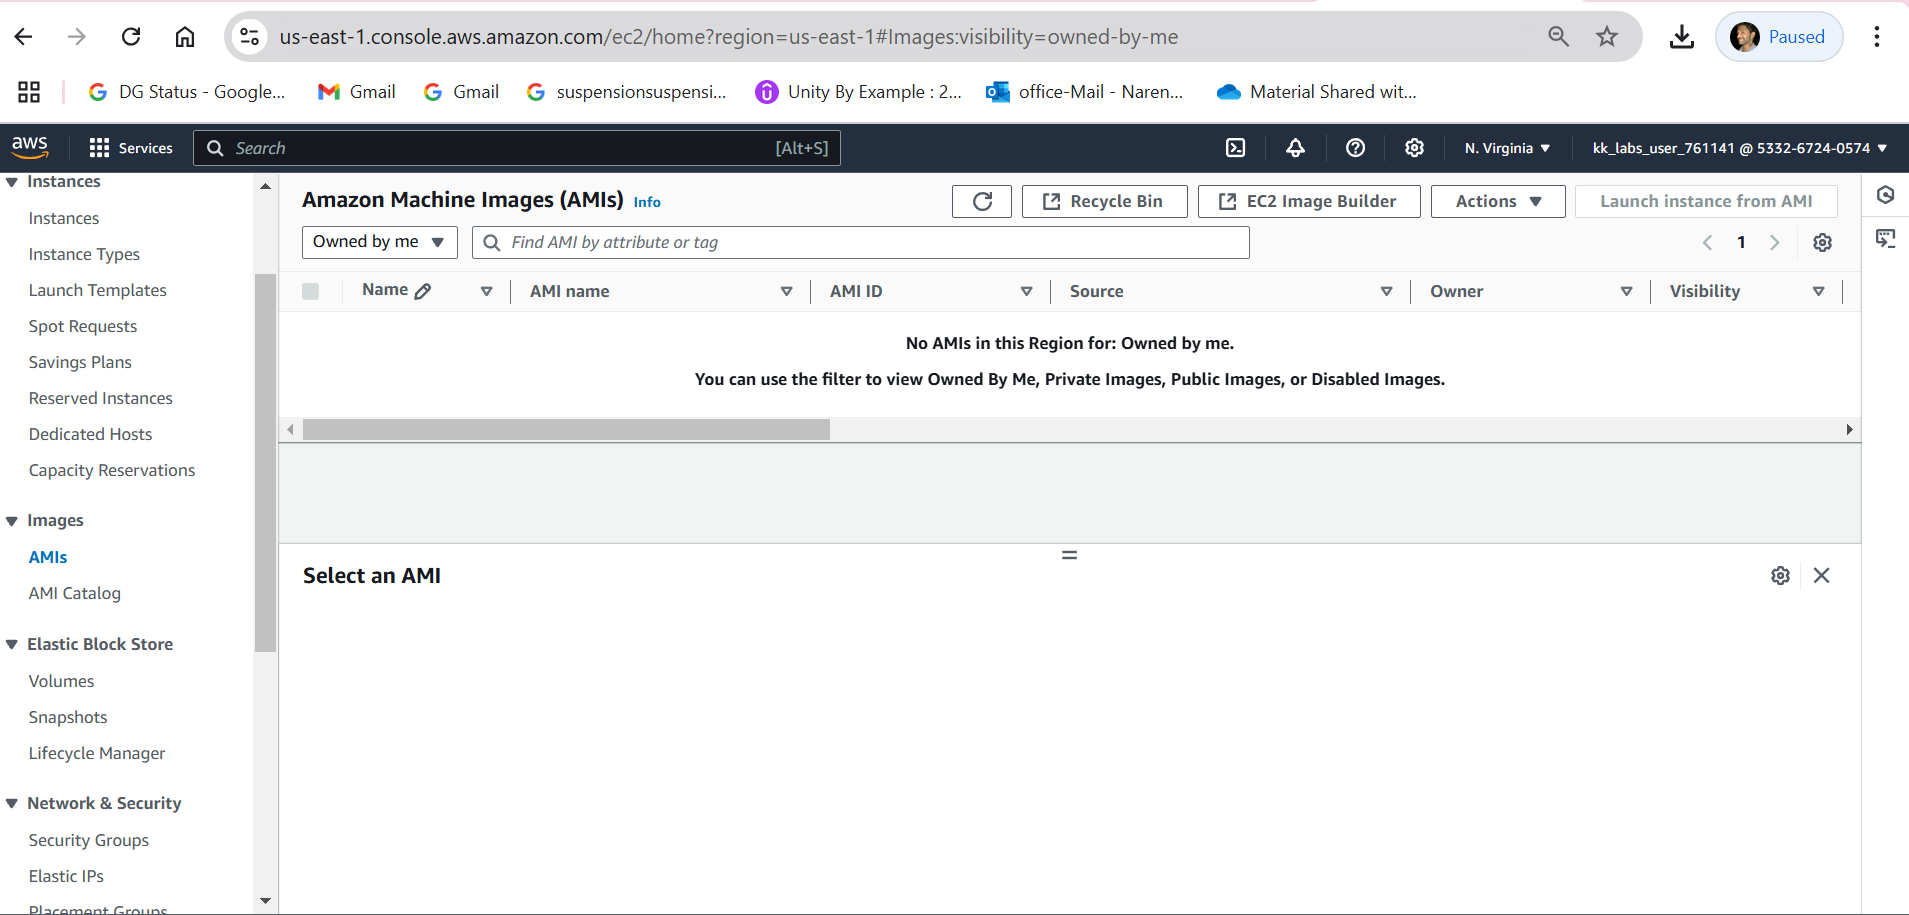 us-east-1.console.aws.amazon.com/ec2/home?region=us-east-1#Images:visibility=owned-by-me
Paused
DG Status - Google...
Gmail
Gmail
suspensionsuspensi...
Unity By Example : 2...
office-Mail - Naren...
Material Shared wit...
aws
Services
Search
[Alt+S]
N. Virginia
kk_labs_user_761141 @ 5332-6724-0574
Instances
Instances
Instance Types
Launch Templates
Spot Requests
Savings Plans
Reserved Instances
Dedicated Hosts
Capacity Reservations
Images
AMIs
AMI Catalog
Elastic Block Store
Volumes
Snapshots
Lifecycle Manager
Network & Security
Security Groups
Elastic IPs
Placement Groups
Amazon Machine Images (AMIs) Info
Recycle Bin
EC2 Image Builder
Actions
Launch instance from AMI
Owned by me
Find AMI by attribute or tag
1
Name
AMI name
AMI ID
Source
Owner
Visibility
No AMIs in this Region for: Owned by me.
You can use the filter to view Owned By Me, Private Images, Public Images, or Disabled Images.
Select an AMI